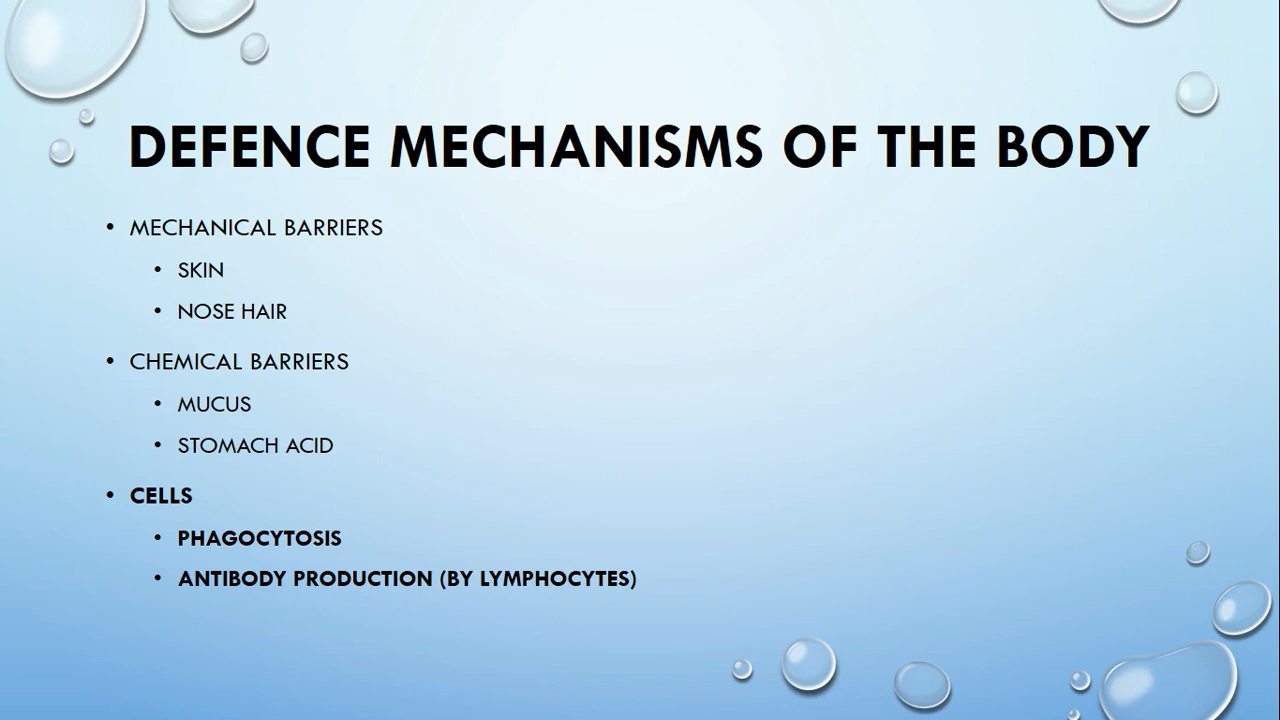 DEFENCE MECHANISMS OF THE BODY
• MECHANICAL BARRIERS
• SKIN
• NOSE HAIR
• CHEMICAL BARRIERS
• MUCUS
• STOMACH ACID
• CELLS
• PHAGOCYTOSIS
• ANTIBODY PRODUCTION (BY LYMPHOCYTES)